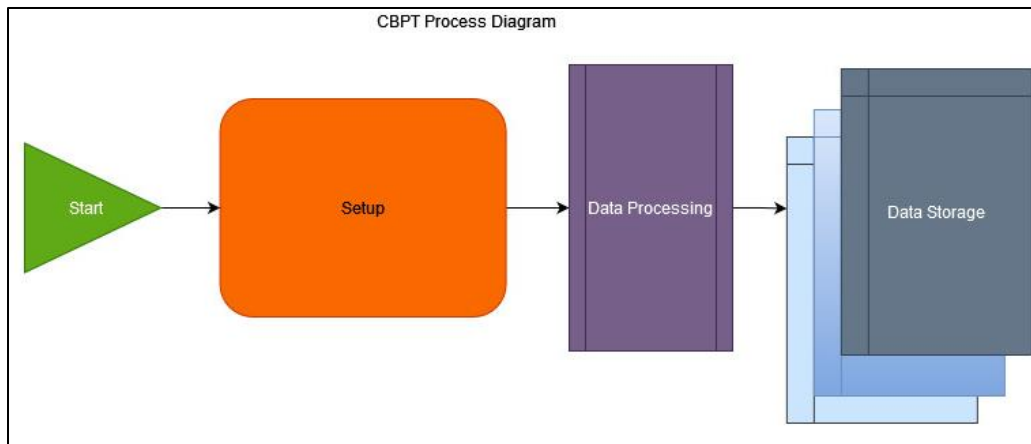 CBPT Process Diagram
Start
Setup
Data Processing
Data Storage